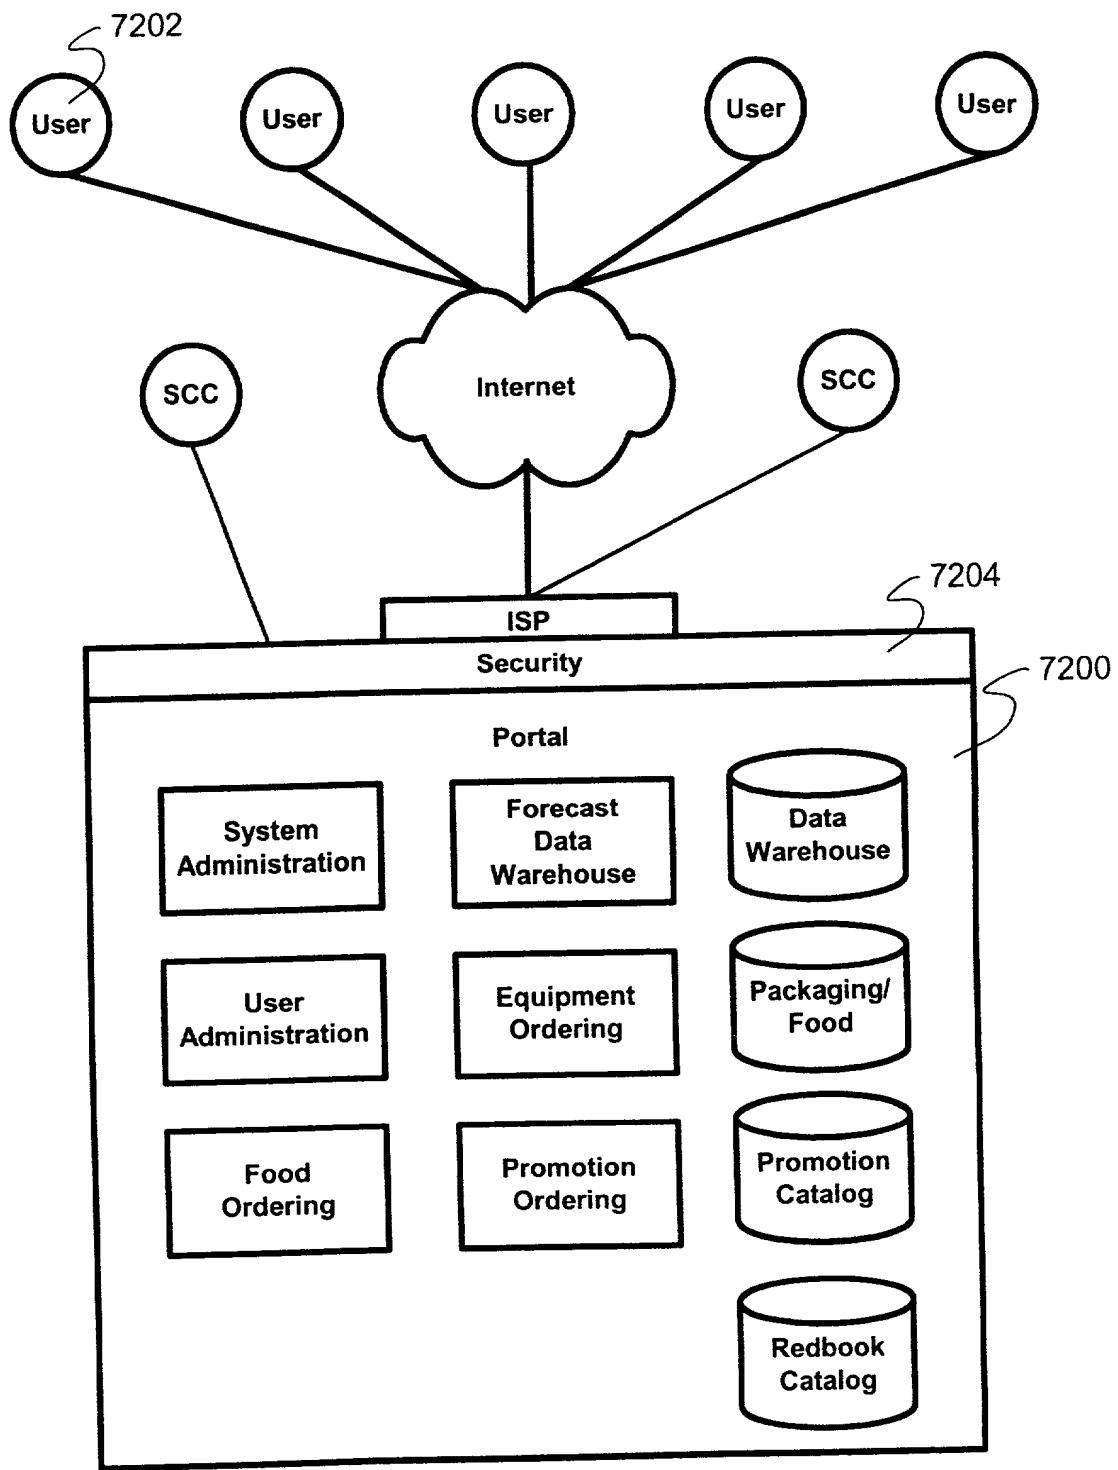 7202
User
User
User
User
User
Internet
SCC
SCC
7204
ISP
Security
7200
Portal
System
Administration
Forecast
Data
Warehouse
Data
Warehouse
User
Administration
Equipment
Ordering
Packaging/
Food
Food
Ordering
Promotion
Ordering
Promotion
Catalog
Redbook
Catalog